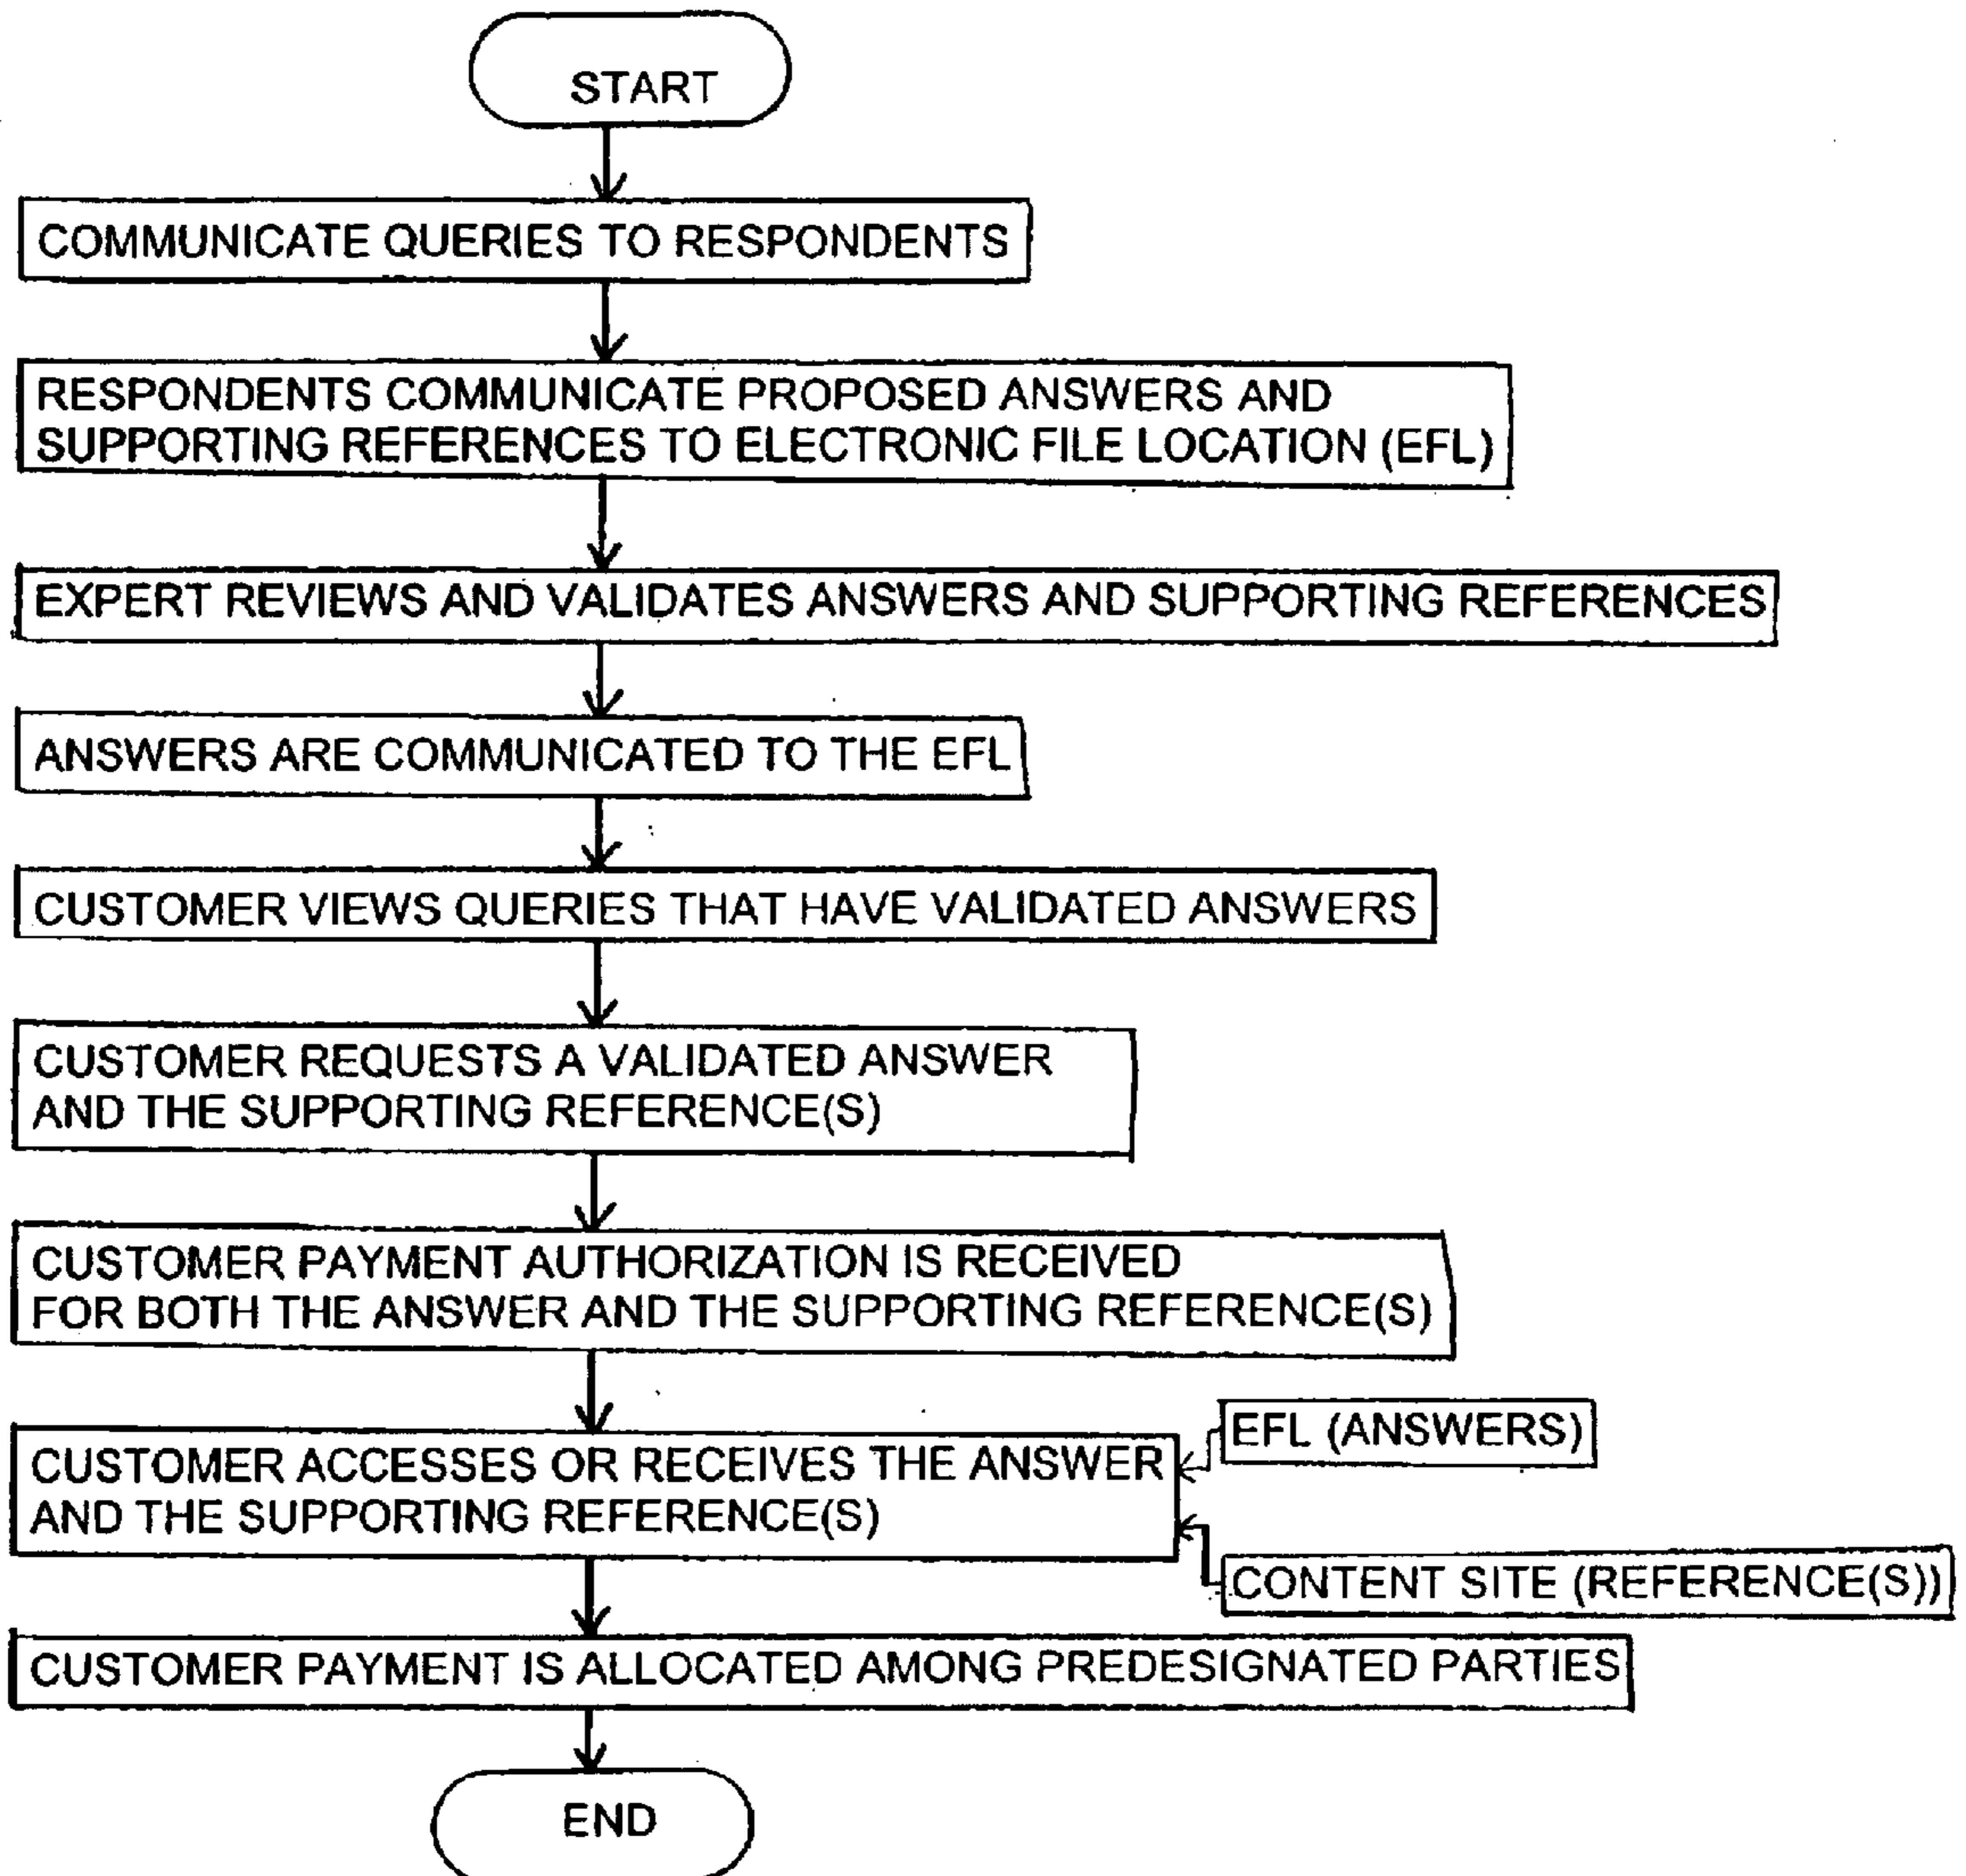 START
COMMUNICATE QUERIES TO RESPONDENTS
RESPONDENTS COMMUNICATE PROPOSED ANSWERS AND
SUPPORTING REFERENCES TO ELECTRONIC FILE LOCATION (EFL)
EXPERT REVIEWS AND VALIDATES ANSWERS AND SUPPORTING REFERENCES
ANSWERS ARE COMMUNICATED TO THE EFL
CUSTOMER VIEWS QUERIES THAT HAVE VALIDATED ANSWERS
CUSTOMER REQUESTS A VALIDATED ANSWER
AND THE SUPPORTING REFERENCE(S)
CUSTOMER PAYMENT AUTHORIZATION IS RECEIVED
FOR BOTH THE ANSWER AND THE SUPPORTING REFERENCE(S)
EFL (ANSWERS)
CUSTOMER ACCESSES OR RECEIVES THE ANSWER
AND THE SUPPORTING REFERENCE(S)
CONTENT SITE (REFERENCE(S))
CUSTOMER PAYMENT IS ALLOCATED AMONG PREDESIGNATED PARTIES
END